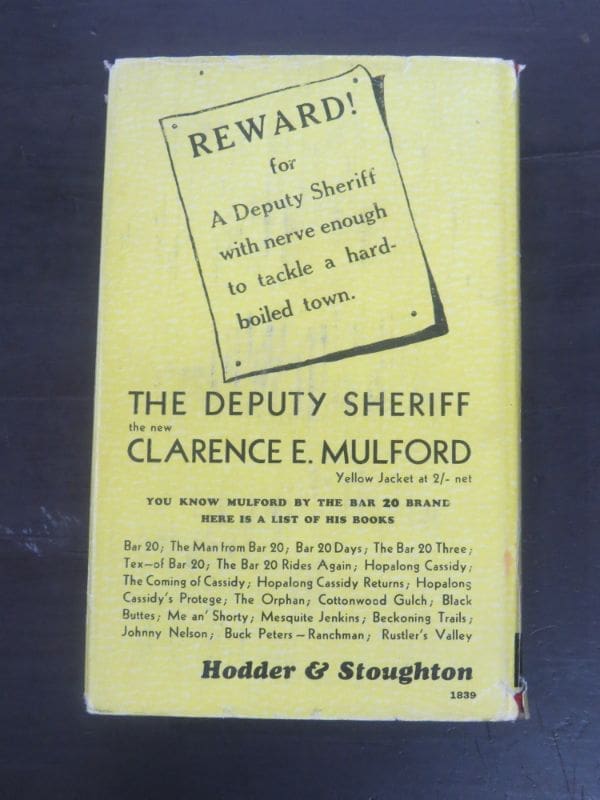 REWARD!
for
A Deputy Sheriff
with nerve enough
to tackle a hard-
boiled town.
THE DEPUTY SHERIFF
the new
CLARENCE E. MULFORD
Yellow Jacket at 2/- net
YOU KNOW MULFORD BY THE BAR 20 BRAND
HERE IS A LIST OF HIS BOOKS
Bar 20; The Man from Bar 20; Bar 20 Days; The Bar 20 Three;
Tex—of Bar 20; The Bar 20 Rides Again; Hopalong Cassidy;
The Coming of Cassidy; Hopalong Cassidy Returns; Hopalong
Cassidy's Protege; The Orphan; Cottonwood Gulch; Black
Buttes; Me an' Shorty; Mesquite Jenkins; Beckoning Trails;
Johnny Nelson; Buck Peters—Ranchman; Rustler's Valley
Hodder & Stoughton
1839